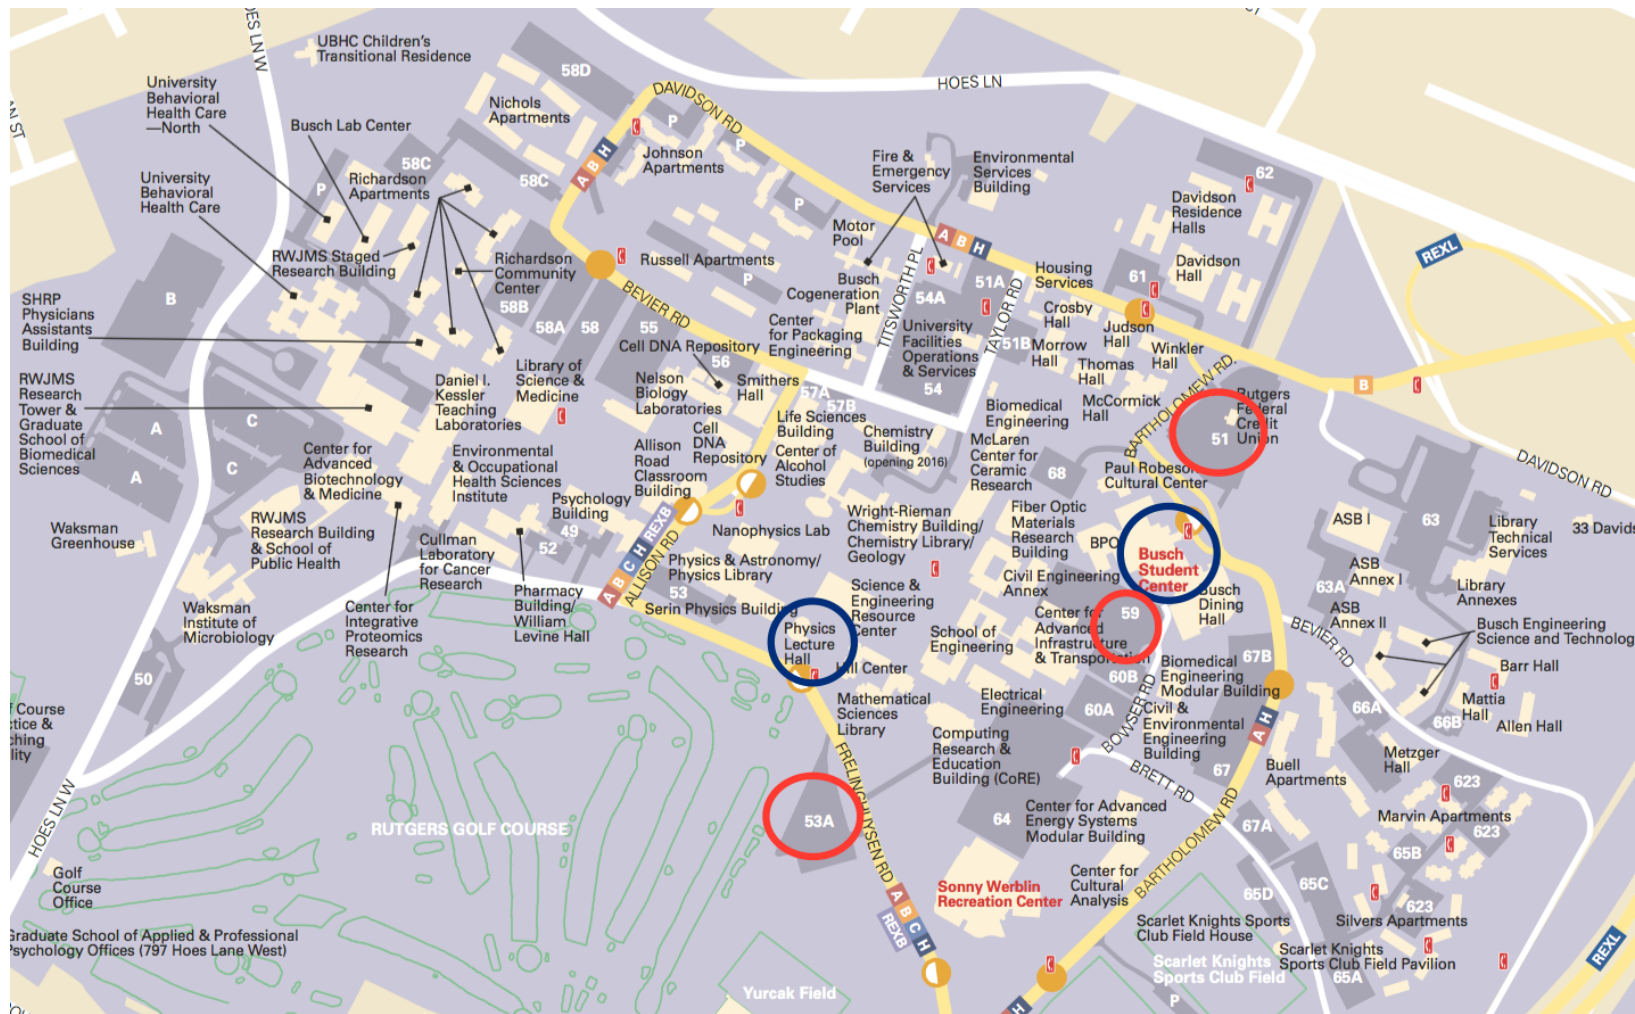 UBHC Children's
Transitional Residence
HOES LN W
58D
HOES LN
University
Behavioral
Health Care
—North
Busch Lab Center
Nichols
Apartments
DAVIDSON RD
P
P
A B H
58C
58C
Johnson
Apartments
Fire &
Emergency
Services
Environmental
Services
Building
62
University
Behavioral
Health Care
P
Richardson
Apartments
P
Davidson
Residence
Halls
Motor
Pool
A B H
REXL
RWJMS Staged
Research Building
Richardson
Community
Center
Russell Apartments
P
Busch
Cogeneration
Plant
TITSWORTH PL
54A
51A
TAYLOR RD
Housing
Services
61
Davidson
Hall
B
SHRP
Physicians
Assistants
Building
58B
58A
58
55
BEVIER RD
Center
for Packaging
Engineering
University
Facilities
Operations
& Services
54
51B
Crosby
Hall
Morrow
Hall
Judson
Hall
Thomas
Hall
Winkler
Hall
Cell DNA Repository
56
RWJMS
Research
Tower &
Graduate
School of
Biomedical
Sciences
Daniel I.
Kessler
Teaching
Laboratories
Library of
Science &
Medicine
Nelson
Biology
Laboratories
Smithers
Hall
57A
57B
McCormick
Hall
BARTHOLOMEW RD.
B
Rutgers
Federal
Credit
Union
51
A
C
C
A
Life Sciences
Building
Cell
DNA
Repository
Center of
Alcohol
Studies
Chemistry
Building
(opening 2016)
Biomedical
Engineering
McLaren
Center for
Ceramic
Research
68
Paul Robeson
Cultural Center
DAVIDSON RD
Center for
Advanced
Biotechnology
& Medicine
Environmental
& Occupational
Health Sciences
Institute
Allison
Road
Classroom
Building
Psychology
Building
49
52
Waksman
Greenhouse
RWJMS
Research Building
& School of
Public Health
Cullman
Laboratory
for Cancer
Research
A B C H REXB
ALLISON RD
Nanophysics Lab
Wright-Rieman
Chemistry Building/
Chemistry Library/
Geology
Fiber Optic
Materials
Research
Building
BPO
Busch
Student
Center
ASB I
63
Library
Technical
Services
33 Davids
Physics & Astronomy/
Physics Library
53
Serin Physics Building
Civil Engineering
Annex
63A
ASB
Annex I
ASB
Annex II
Library
Annexes
Waksman
Institute of
Microbiology
Center for
Integrative
Proteomics
Research
Pharmacy
Building/
William
Levine Hall
Physics
Lecture
Hall
Science &
Engineering
Resource
Center
School of
Engineering
Center for
Advanced
Infrastructure
& Transportation
59
Busch
Dining
Hall
BEVIER RD
Busch Engineering
Science and Technolog
50
Hill Center
Mathematical
Sciences
Library
Electrical
Engineering
60B
60A
BOWSER RD
Biomedical
Engineering
Modular Building
67B
Barr Hall
Mattia
Hall
Allen Hall
66A
66B
f Course
ctice &
ching
lity
FRELINGHUYSEN RD
Computing
Research &
Education
Building (CoRE)
Civil &
Environmental
Engineering
Building
A H
67
Buell
Apartments
Metzger
Hall
623
BRETT RD
HOES LN W
RUTGERS GOLF COURSE
53A
64
Center for Advanced
Energy Systems
Modular Building
BARTHOLOMEW RD
67A
Marvin Apartments
623
65B
Golf
Course
Office
Sonny Werblin
Recreation Center
Center for
Cultural
Analysis
65D
65C
623
Silvers Apartments
A B C H
REXB
Graduate School of Applied & Professional
Psychology Offices (797 Hoes Lane West)
Scarlet Knights Sports
Club Field House
Scarlet Knights
Sports Club Field Pavilion
REXL
Scarlet Knights
Sports Club Field
65A
Yurcak Field
P
H